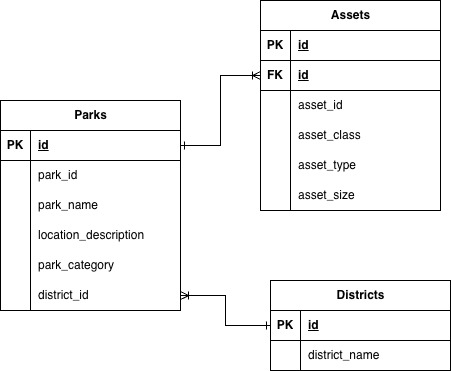 Assets
PK id
FK id
asset_id
asset_class
asset_type
asset_size
Parks
PK id
park_id
park_name
location_description
park_category
district_id
Districts
PK id
district_name